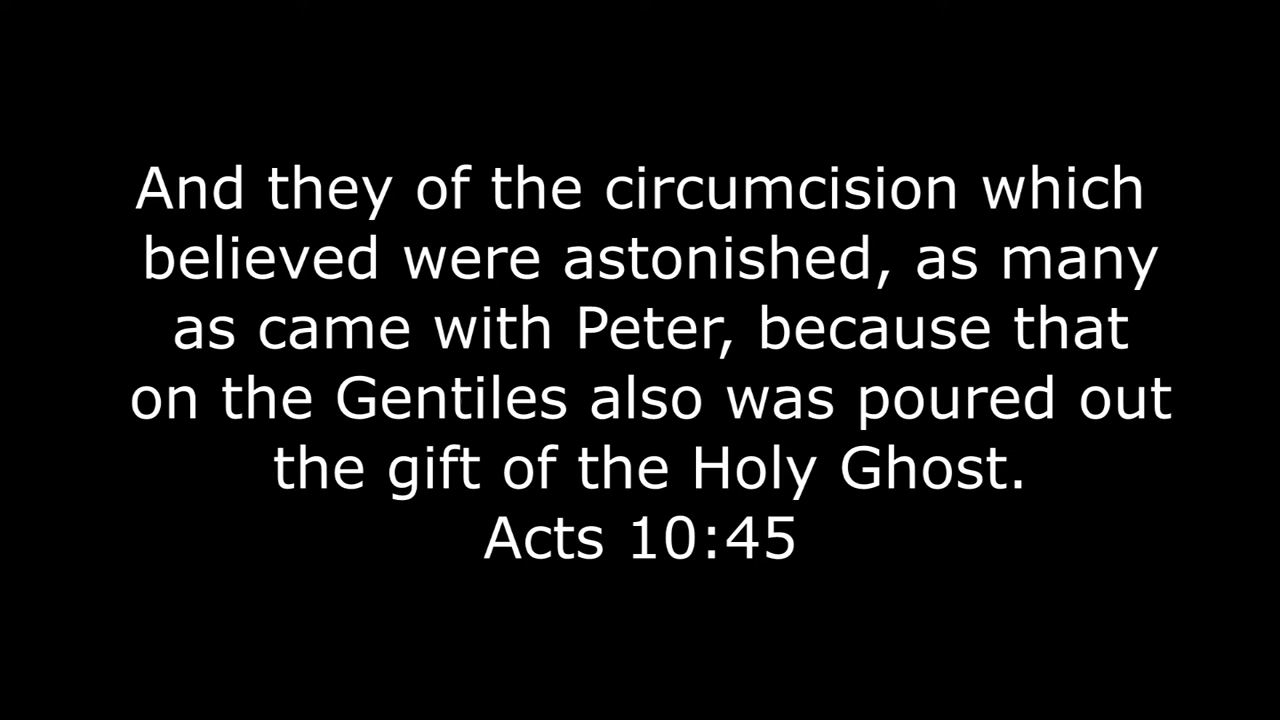 And they of the circumcision which
believed were astonished, as many
as came with Peter, because that
on the Gentiles also was poured out
the gift of the Holy Ghost.
Acts 10:45